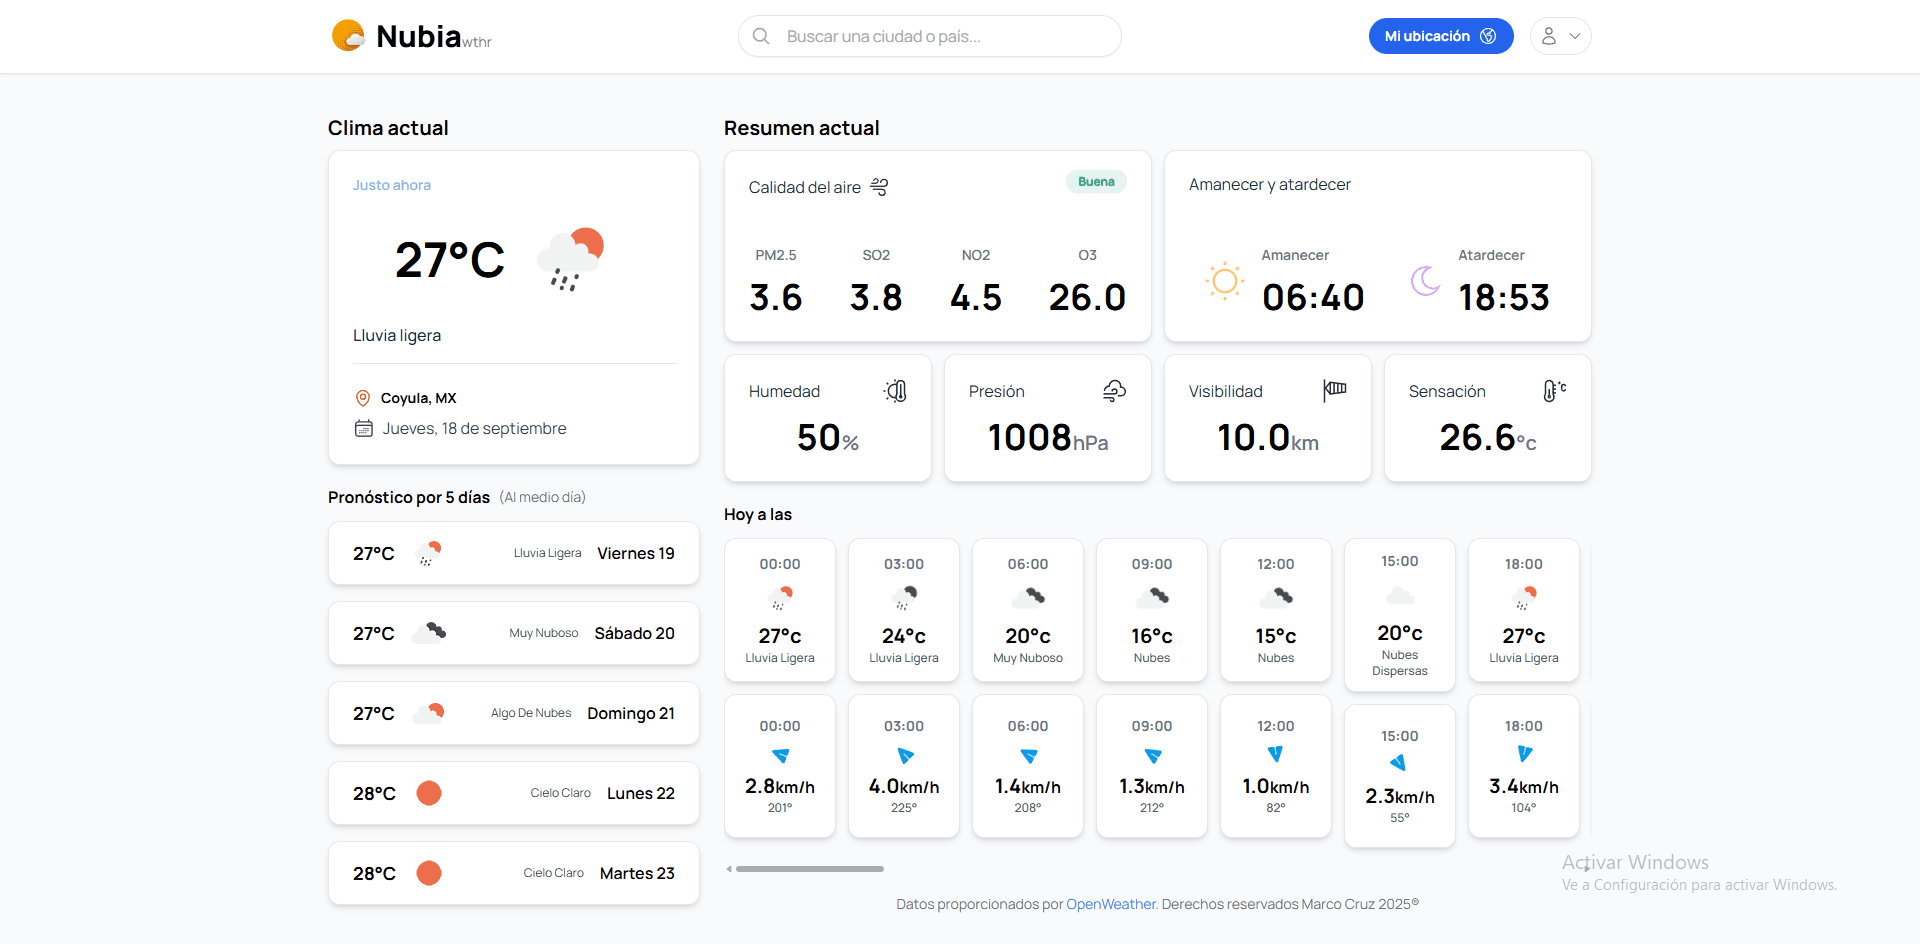 Nubiawthr
Buscar una ciudad o país...
Mi ubicación
Clima actual
Justo ahora
27°C
Lluvia ligera
Coyula, MX
Jueves, 18 de septiembre
Pronóstico por 5 días (Al medio día)
27°C Lluvia Ligera Viernes 19
27°C Muy Nuboso Sábado 20
27°C Algo De Nubes Domingo 21
28°C Cielo Claro Lunes 22
28°C Cielo Claro Martes 23
Resumen actual
Calidad del aire Buena
PM2.5 SO2 NO2 O3
3.6 3.8 4.5 26.0
Amanecer y atardecer
Amanecer Atardecer
06:40 18:53
Humedad
50%
Presión
1008hPa
Visibilidad
10.0km
Sensación
26.6°c
Hoy a las
00:00
27°c
Lluvia Ligera
03:00
24°c
Lluvia Ligera
06:00
20°c
Muy Nuboso
09:00
16°c
Nubes
12:00
15°c
Nubes
15:00
20°c
Nubes
Dispersas
18:00
27°c
Lluvia Ligera
00:00
2.8km/h
201°
03:00
4.0km/h
225°
06:00
1.4km/h
208°
09:00
1.3km/h
212°
12:00
1.0km/h
82°
15:00
2.3km/h
55°
18:00
3.4km/h
104°
Activar Windows
Ve a Configuración para activar Windows.
Datos proporcionados por OpenWeather. Derechos reservados Marco Cruz 2025®